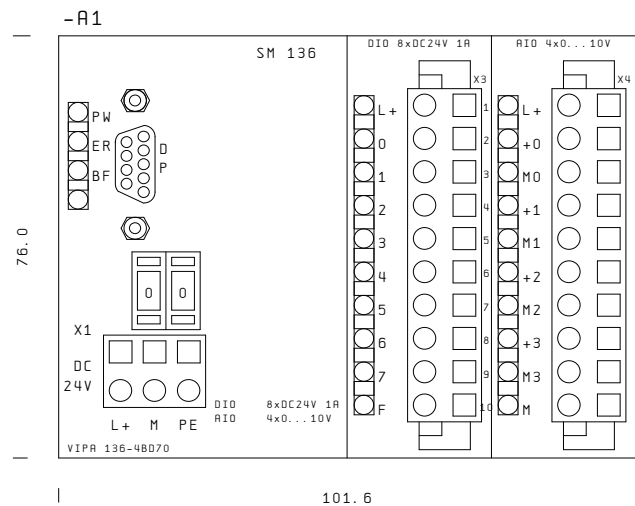 -A1
SM 136
DIO 8xDC24V 1A
AIO 4x0...10V
X3
X4
PW
ER
BF
D
P
L+ 1 L+
0 2 +0
1 3 M0
2 4 +1
3 5 M1
4 6 +2
5 7 M2
6 8 +3
7 9 M3
F 10 M
76.0
0 0
X1
DC
24V
L+ M PE
DIO 8xDC24V 1A
AIO 4x0...10V
VIPA 136-4BD70
101.6